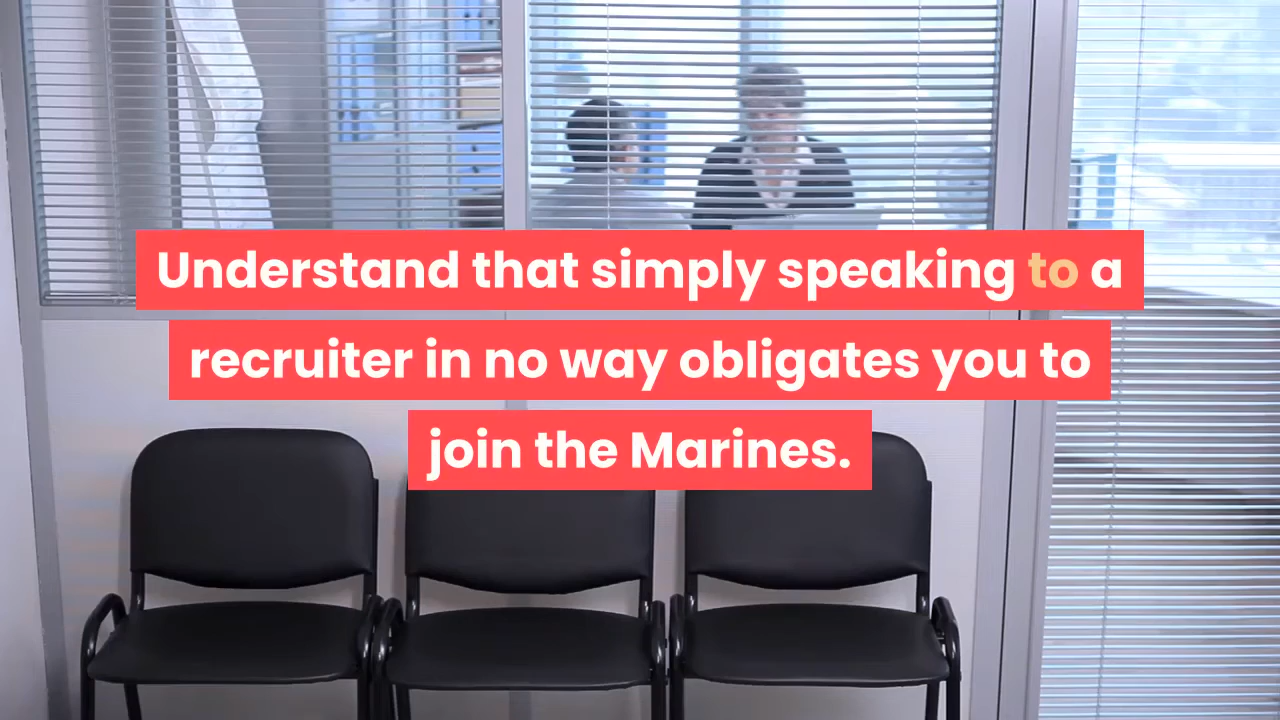 Understand that simply speaking to a
recruiter in no way obligates you to
join the Marines.